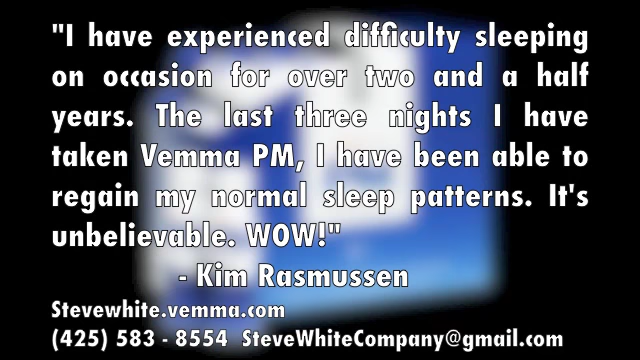 "I have experienced difficulty sleeping
on occasion for over two and a half
years. The last three nights I have
taken Vemma PM, I have been able to
regain my normal sleep patterns. It's
unbelievable. WOW!"
- Kim Rasmussen
Stevewhite.vemma.com
(425) 583 - 8554 SteveWhiteCompany@gmail.com